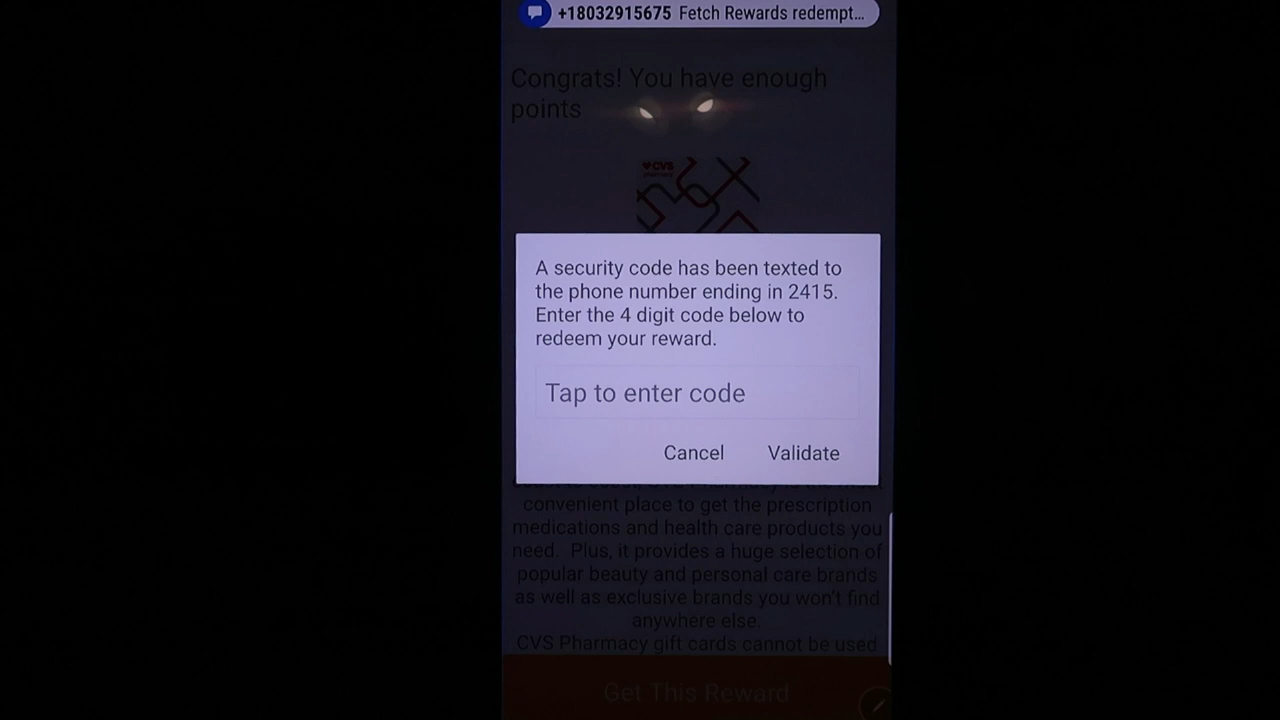 +18032915675 Fetch Rewards redempt...
Congrats! You have enough
points
CVS
pharmacy
A security code has been texted to
the phone number ending in 2415.
Enter the 4 digit code below to
redeem your reward.
Tap to enter code
Cancel Validate
convenient place to get the prescription
medications and health care products you
need. Plus, it provides a huge selection of
popular beauty and personal care brands
as well as exclusive brands you won't find
anywhere else.
CVS Pharmacy gift cards cannot be used
Get This Reward